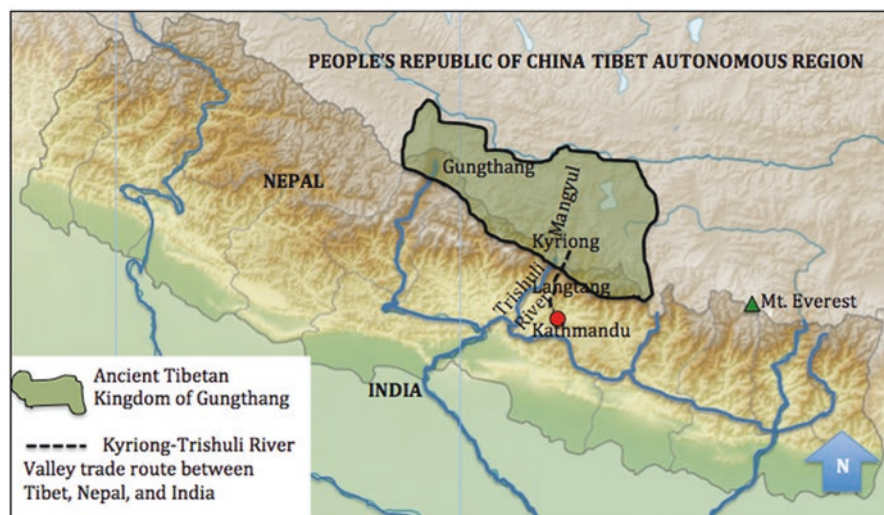 PEOPLE'S REPUBLIC OF CHINA TIBET AUTONOMOUS REGION
Gungthang
NEPAL
Mangyul
Kyriong
Trishuli
River
Langtang
Mt. Everest
Kathmandu
INDIA
Ancient Tibetan
Kingdom of Gungthang
Kyriong-Trishuli River
Valley trade route between
Tibet, Nepal, and India
N